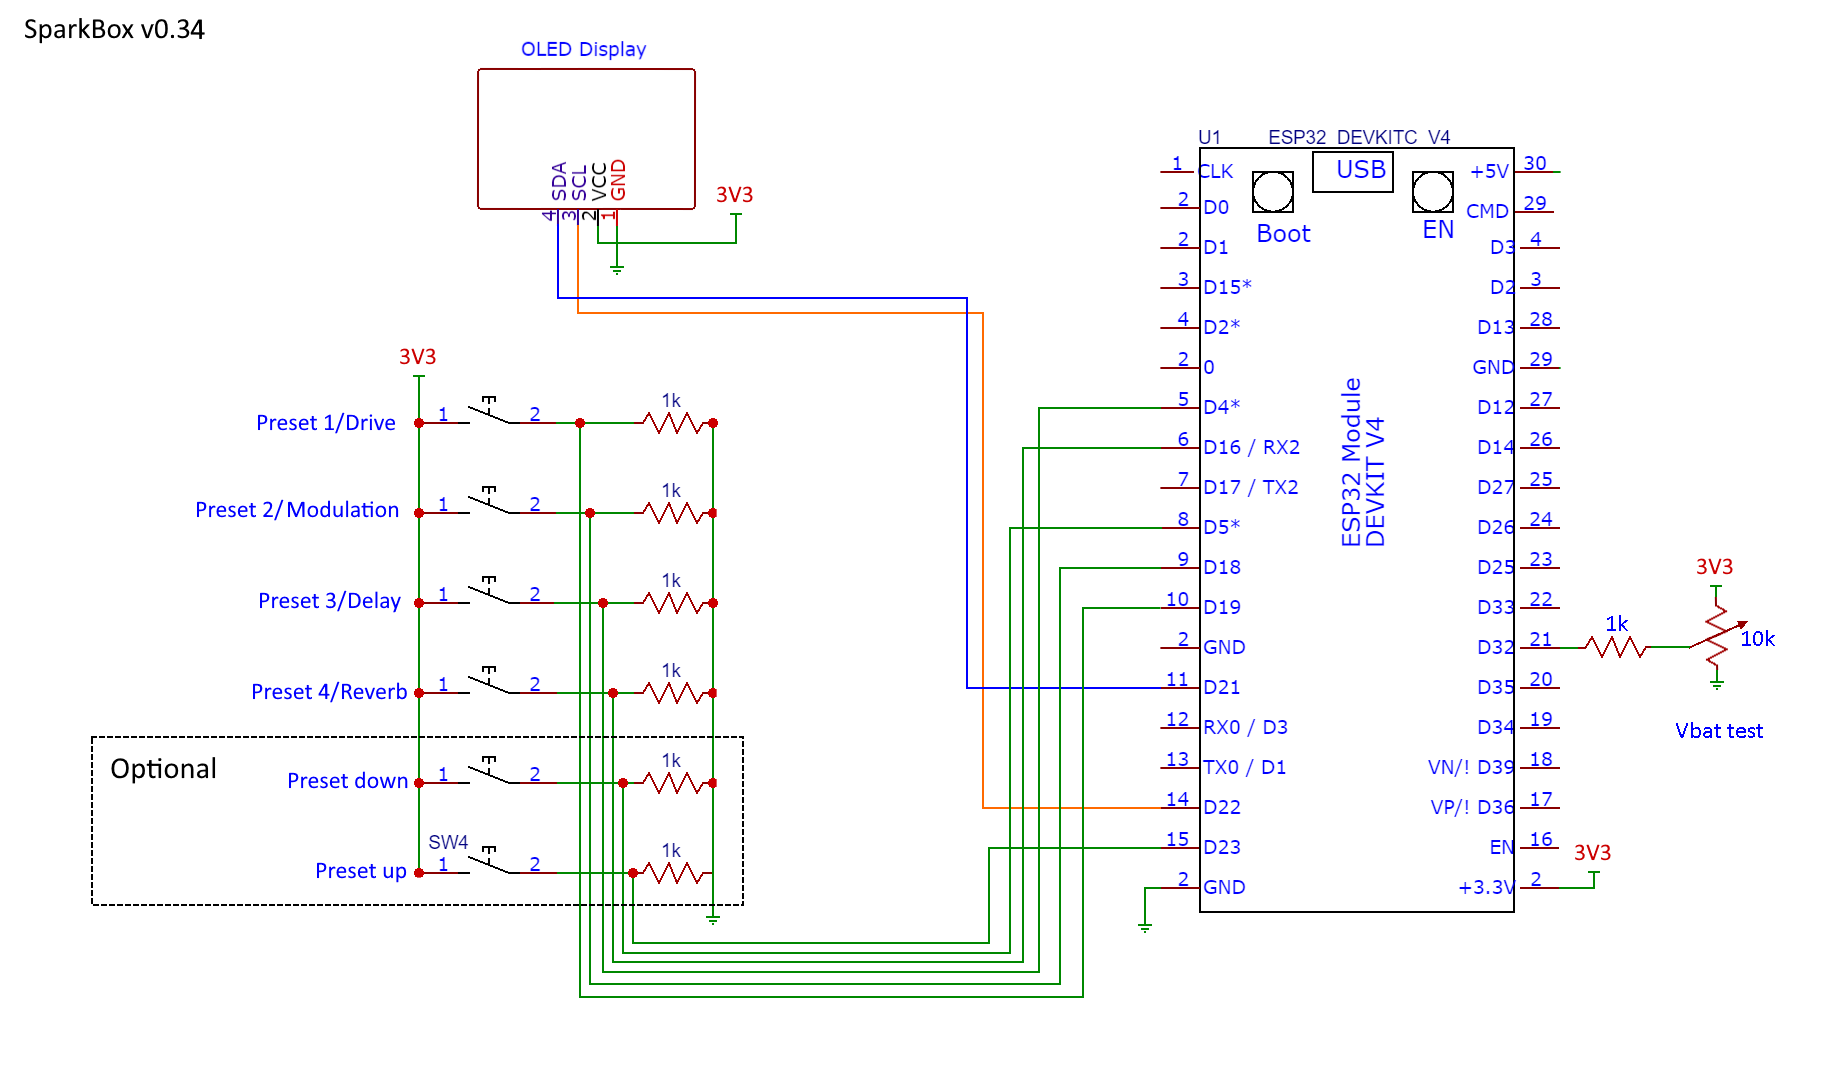 SparkBox v0.34
OLED Display
SDA
SCL
VCC
GND
4
3
2
1
3V3
3V3
Preset 1/Drive
1
2
1k
Preset 2/Modulation
1
2
1k
Preset 3/Delay
1
2
1k
Preset 4/Reverb
1
2
1k
Optional
Preset down
1
2
1k
SW4
Preset up
1
2
1k
U1
ESP32 DEVKITC V4
USB
Boot
EN
ESP32 Module
DEVKIT V4
1 CLK
2 D0
2 D1
3 D15*
4 D2*
2 0
5 D4*
6 D16 / RX2
7 D17 / TX2
8 D5*
9 D18
10 D19
2 GND
11 D21
12 RX0 / D3
13 TX0 / D1
14 D22
15 D23
2 GND
+5V 30
CMD 29
D3 4
D2 3
D13 28
GND 29
D12 27
D14 26
D27 25
D26 24
D25 23
D33 22
D32 21
D35 20
D34 19
VN/! D39 18
VP/! D36 17
EN 16
+3.3V 2
3V3
1k
3V3
10k
Vbat test